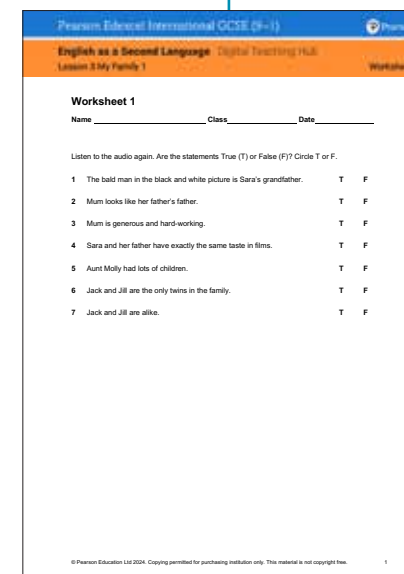 Pearson Edexcel International GCSE (9–1)
English as a Second Language Digital Teaching Hub
Lesson 3 My Family 1
Worksheet 1
Name Class Date
Listen to the audio again. Are the statements True (T) or False (F)? Circle T or F.
1 The bald man in the black and white picture is Sara's grandfather. T F
2 Mum looks like her father's father. T F
3 Mum is generous and hard-working. T F
4 Sara and her father have exactly the same taste in films. T F
5 Aunt Molly had lots of children. T F
6 Jack and Jill are the only twins in the family. T F
7 Jack and Jill are alike. T F
© Pearson Education Ltd 2024. Copying permitted for purchasing institution only. This material is not copyright free. 1